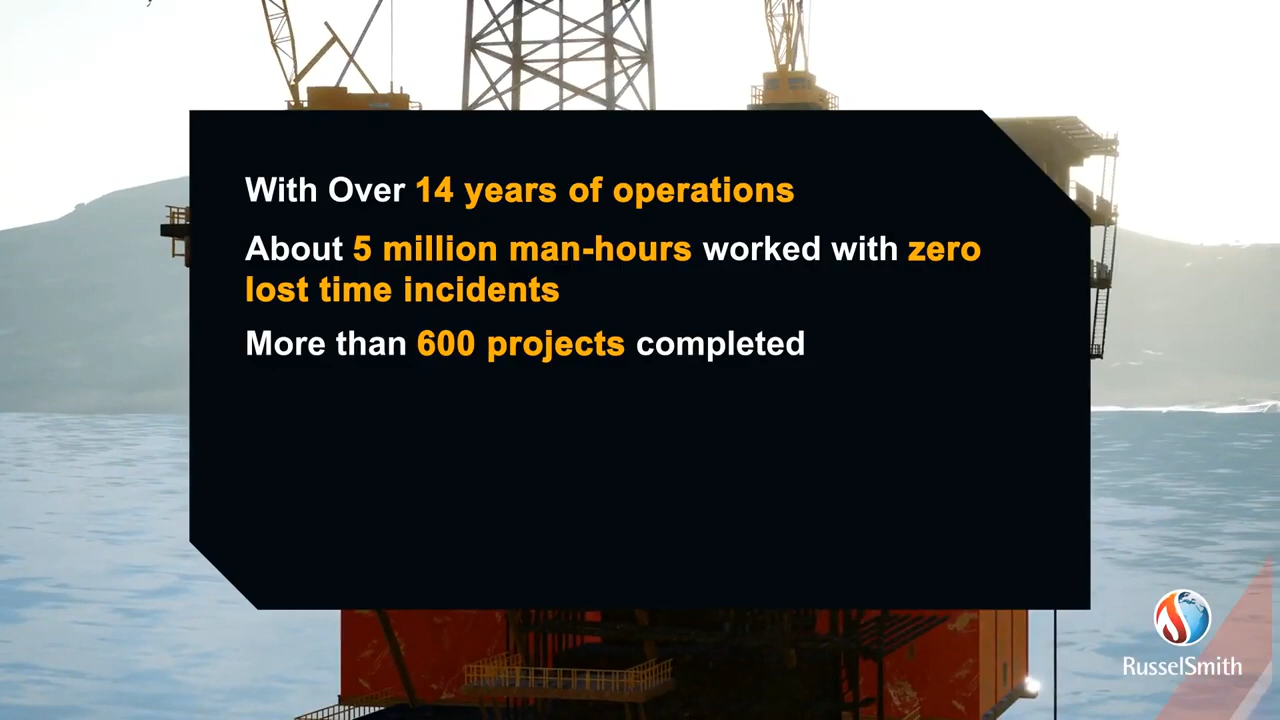 With Over 14 years of operations
About 5 million man-hours worked with zero
lost time incidents
More than 600 projects completed
RusselSmith